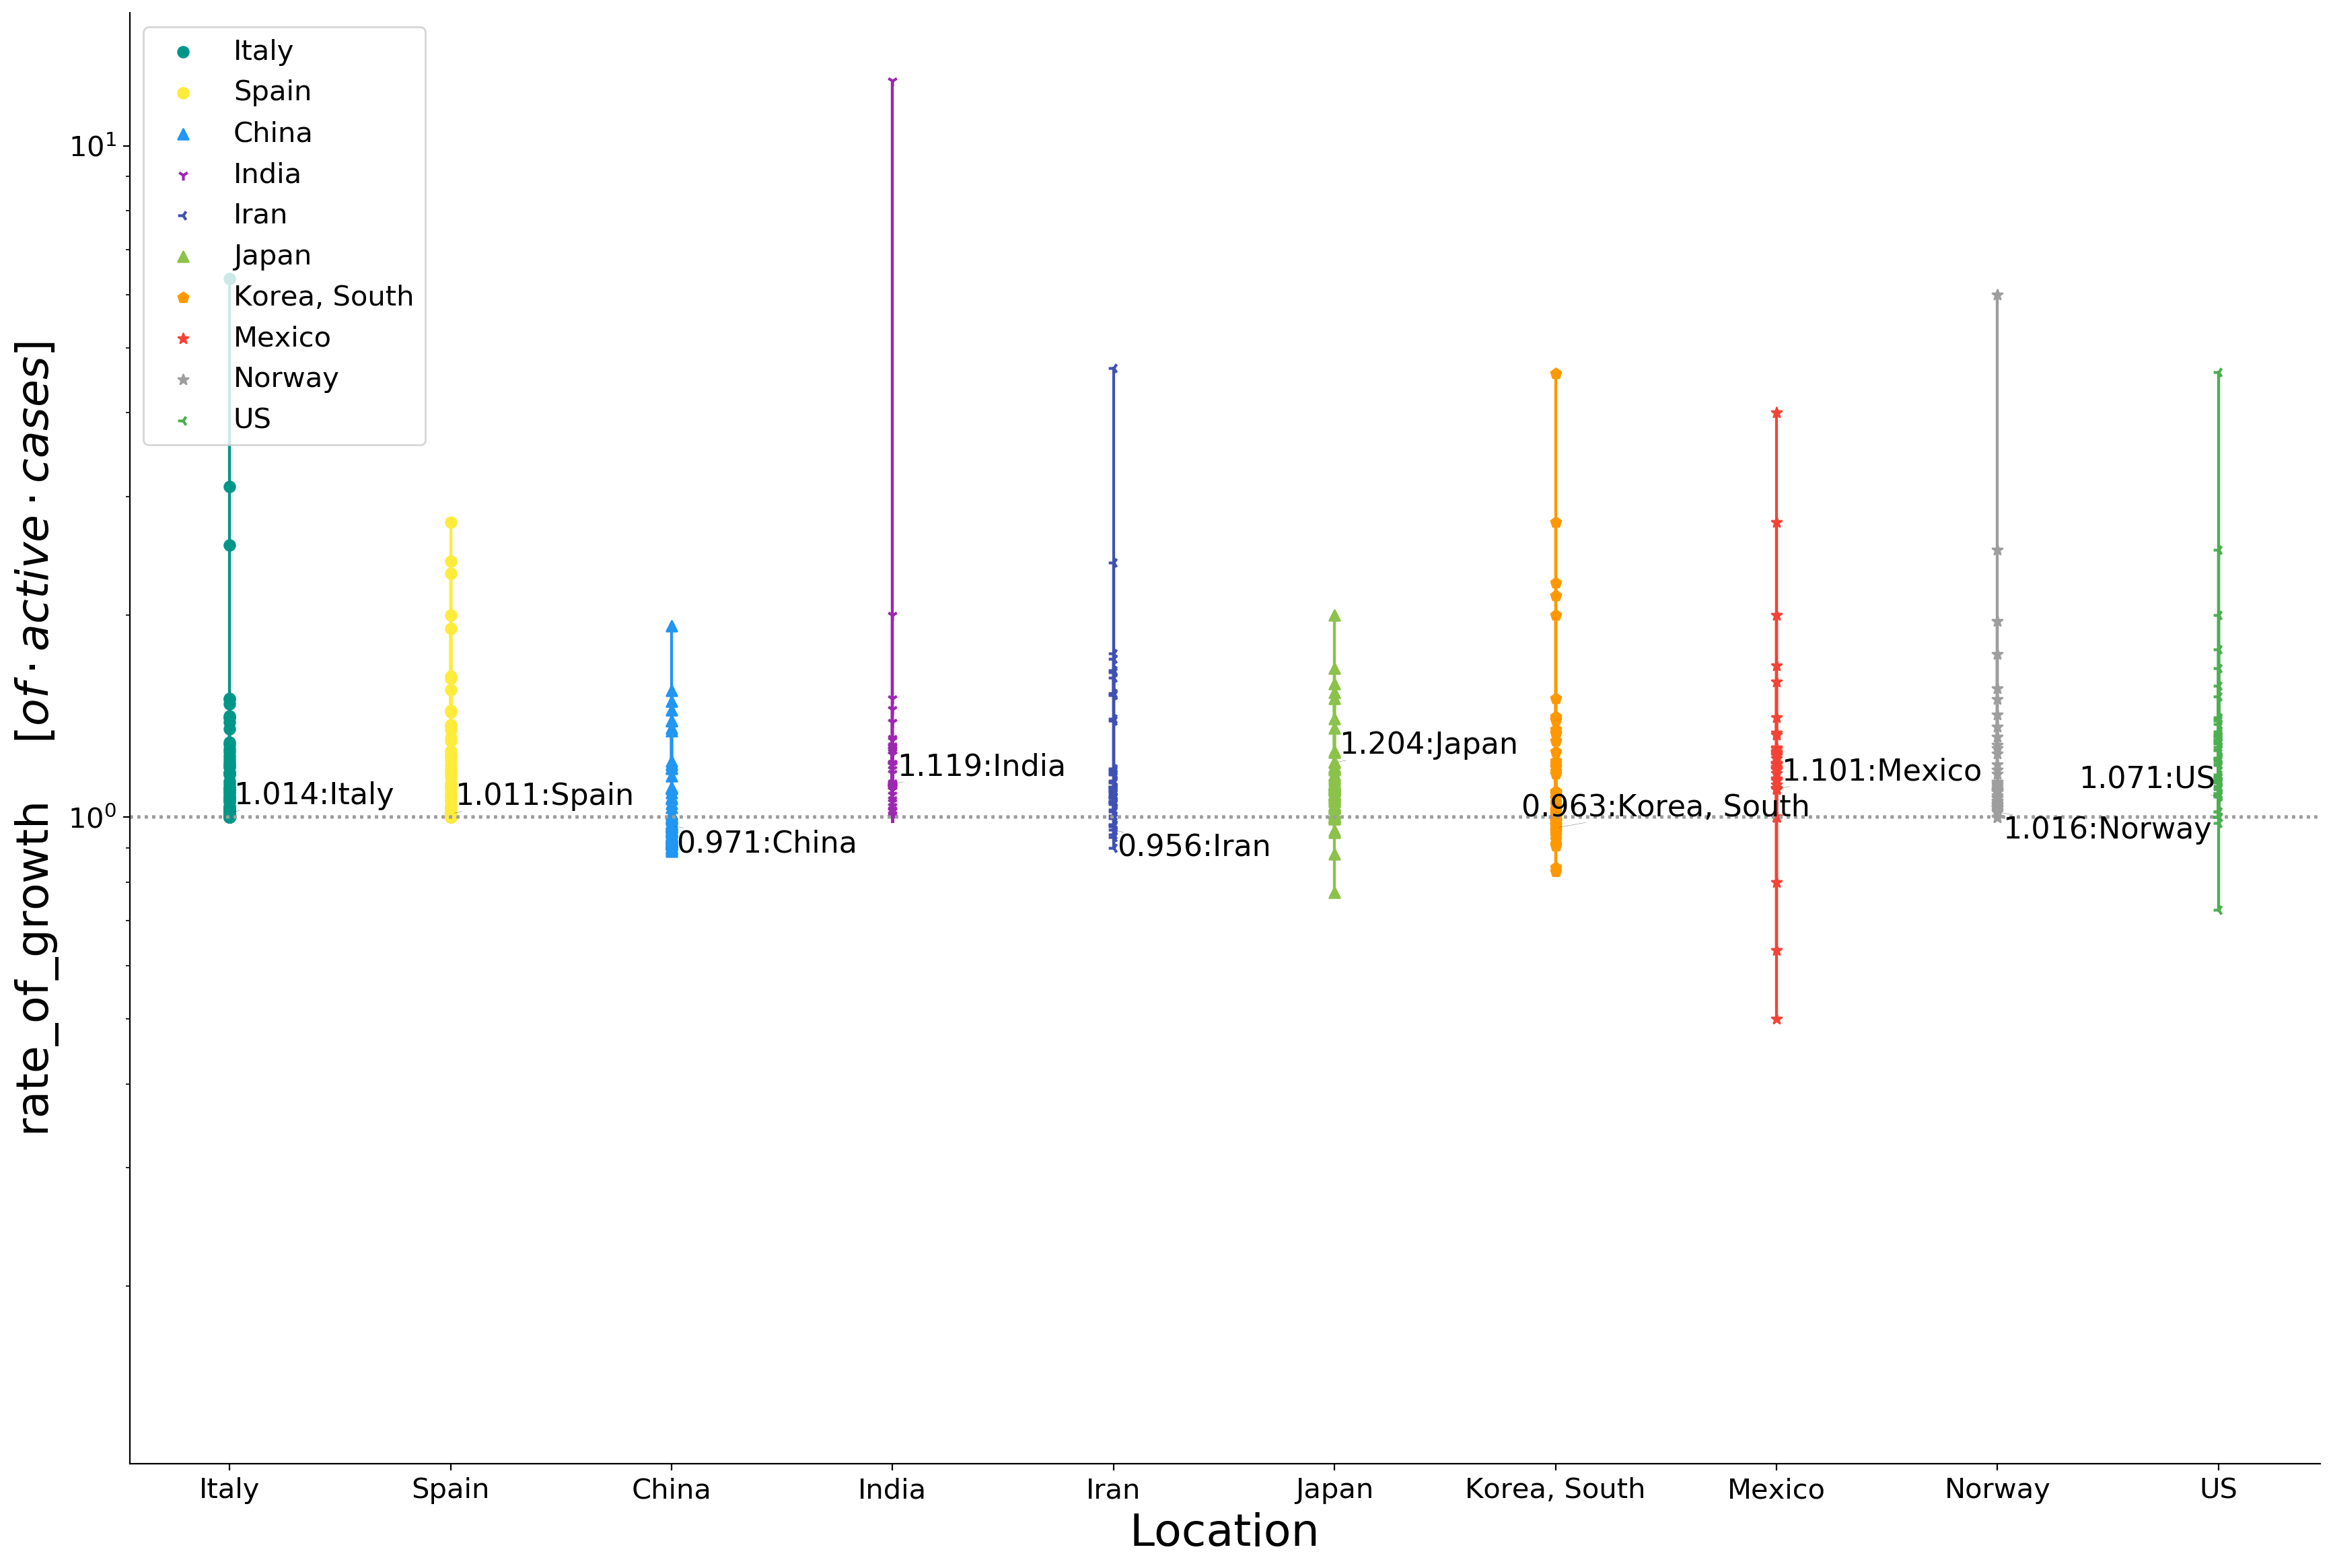 Italy
Spain
China
India
Iran
Japan
Korea, South
Mexico
Norway
US
10¹
10⁰
rate_of_growth [of·active·cases]
1.014:Italy
1.011:Spain
0.971:China
1.119:India
0.956:Iran
1.204:Japan
0.963:Korea, South
1.101:Mexico
1.016:Norway
1.071:US
Italy
Spain
China
India
Iran
Japan
Korea, South
Mexico
Norway
US
Location